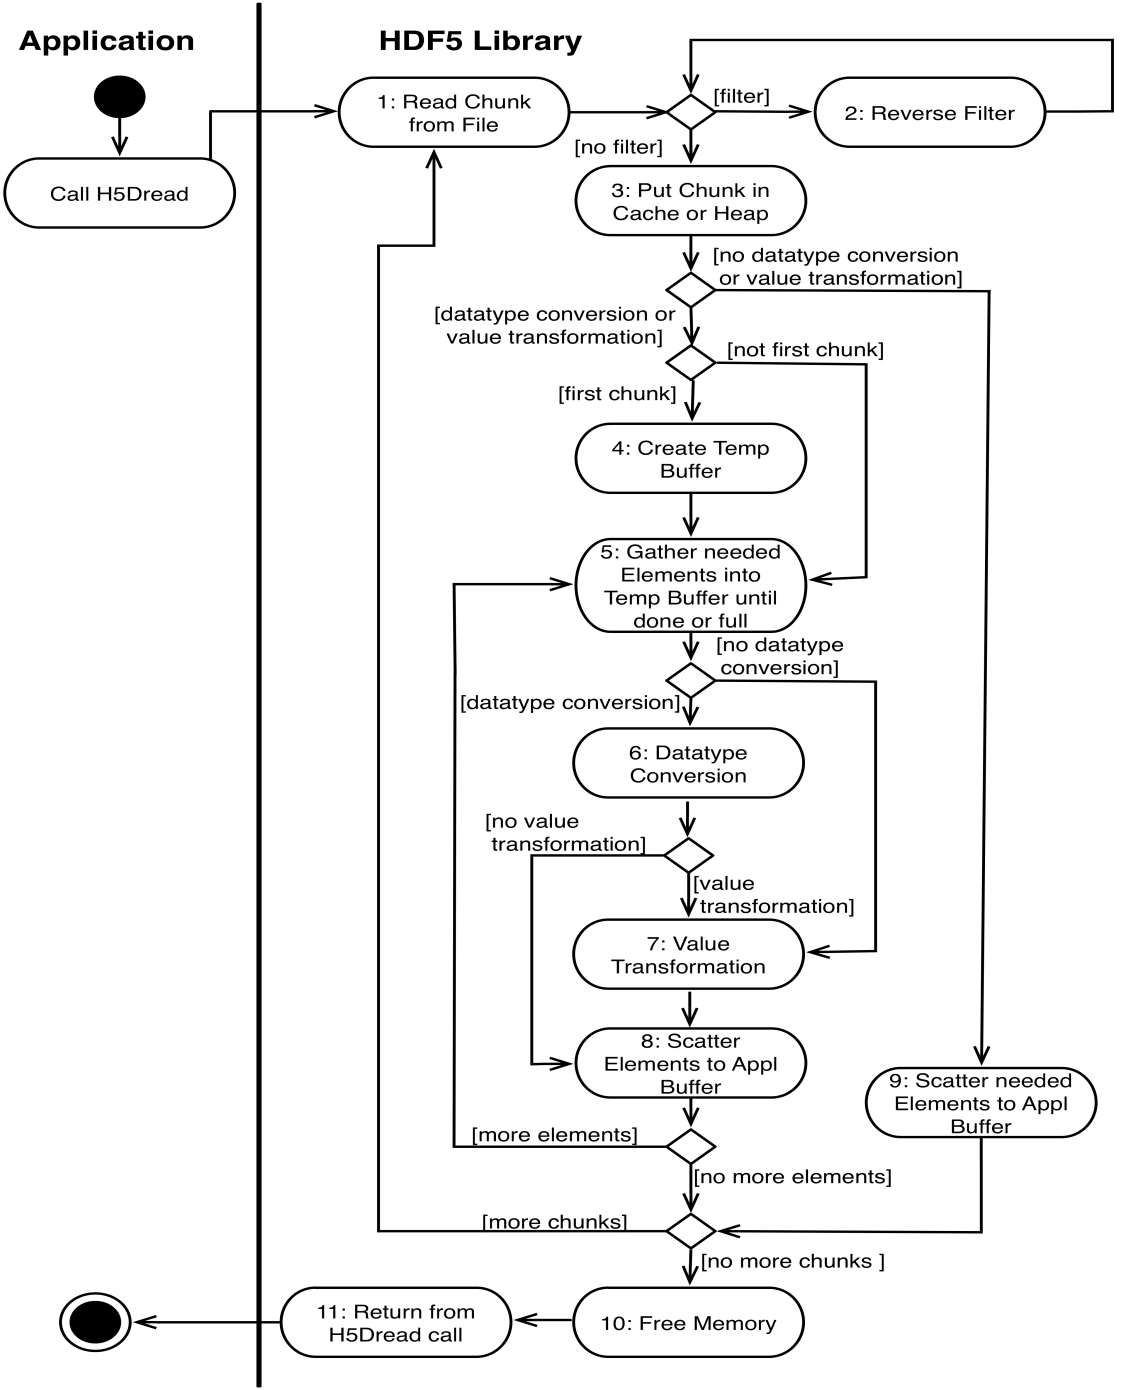 Application
HDF5 Library
1: Read Chunk
from File
[filter]
2: Reverse Filter
[no filter]
Call H5Dread
3: Put Chunk in
Cache or Heap
[no datatype conversion
or value transformation]
[datatype conversion or
value transformation]
[not first chunk]
[first chunk]
4: Create Temp
Buffer
5: Gather needed
Elements into
Temp Buffer until
done or full
[no datatype
conversion]
[datatype conversion]
6: Datatype
Conversion
[no value
transformation]
[value
transformation]
7: Value
Transformation
8: Scatter
Elements to Appl
Buffer
9: Scatter needed
Elements to Appl
Buffer
[more elements]
[no more elements]
[more chunks]
[no more chunks ]
10: Free Memory
11: Return from
H5Dread call